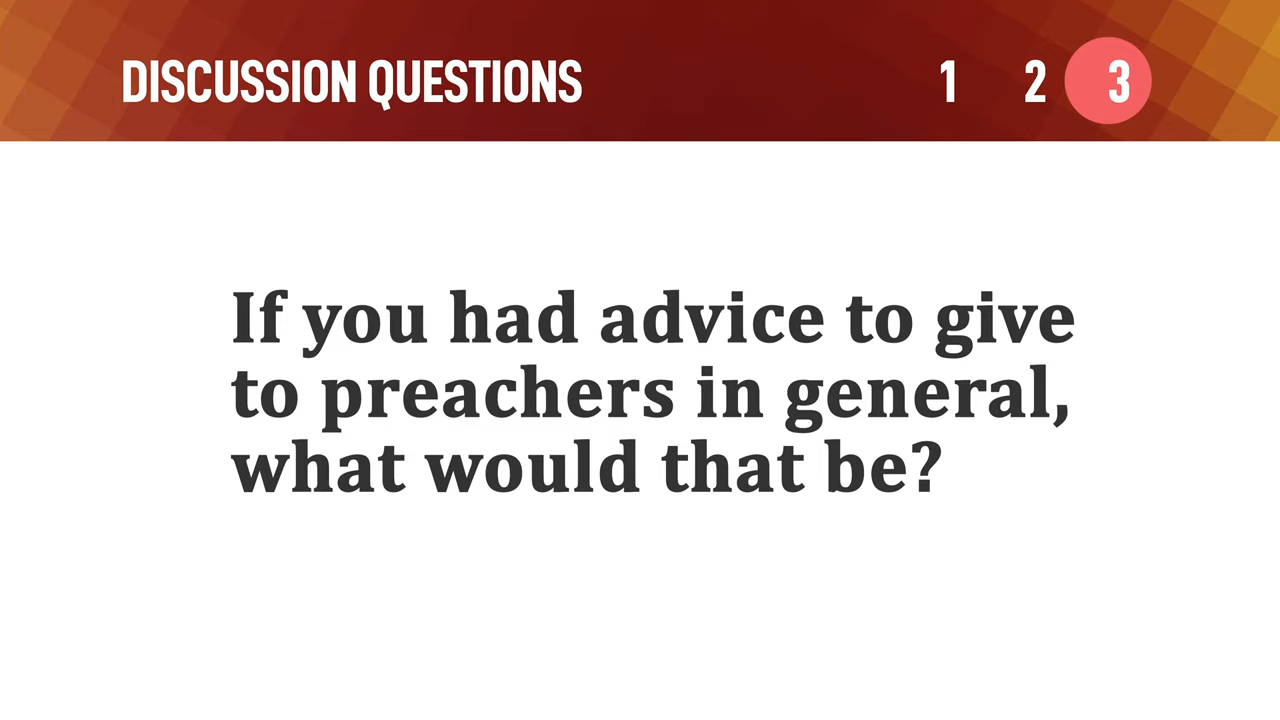 DISCUSSION QUESTIONS 1 2 3
If you had advice to give
to preachers in general,
what would that be?